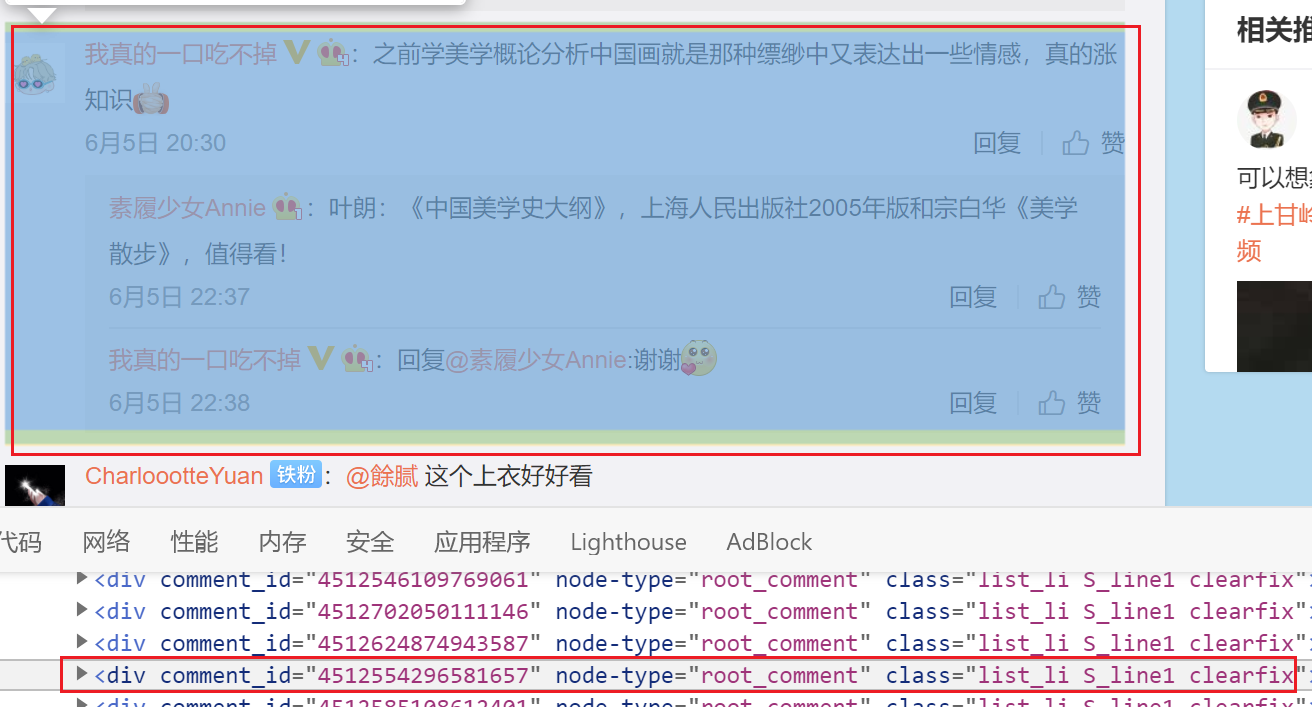 我真的一口吃不掉：之前学美学概论分析中国画就是那种缥缈中又表达出一些情感，真的涨
知识
6月5日 20:30 回复 赞
素履少女Annie：叶朗：《中国美学史大纲》，上海人民出版社2005年版和宗白华《美学
散步》，值得看！
6月5日 22:37 回复 赞
我真的一口吃不掉：回复@素履少女Annie:谢谢
6月5日 22:38 回复 赞
CharloootteYuan 铁粉：@餘腻 这个上衣好好看
相关推
可以想
#上甘岭
频
代码 网络 性能 内存 安全 应用程序 Lighthouse AdBlock
<div comment_id="4512546109769061" node-type="root_comment" class="list_li S_line1 clearfix">
<div comment_id="4512702050111146" node-type="root_comment" class="list_li S_line1 clearfix">
<div comment_id="4512624874943587" node-type="root_comment" class="list_li S_line1 clearfix">
<div comment_id="4512554296581657" node-type="root_comment" class="list_li S_line1 clearfix">